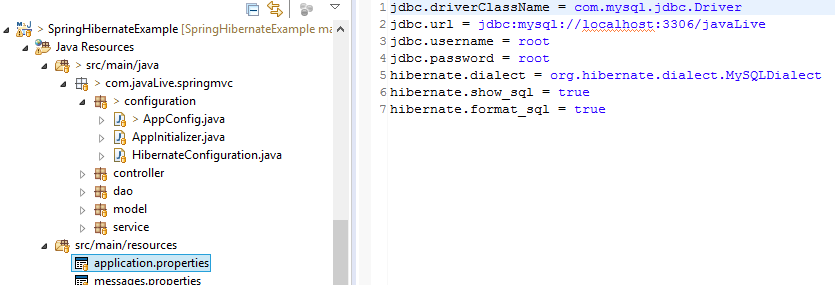 SpringHibernateExample [SpringHibernateExample ma
Java Resources
> src/main/java
com.javaLive.springmvc
> configuration
> AppConfig.java
AppInitializer.java
HibernateConfiguration.java
controller
dao
model
service
src/main/resources
application.properties
messages.properties
1 jdbc.driverClassName = com.mysql.jdbc.Driver
2 jdbc.url = jdbc:mysql://localhost:3306/javaLive
3 jdbc.username = root
4 jdbc.password = root
5 hibernate.dialect = org.hibernate.dialect.MySQLDialect
6 hibernate.show_sql = true
7 hibernate.format_sql = true